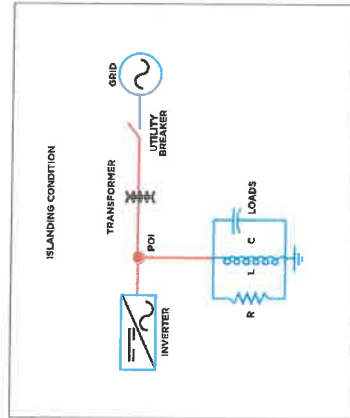 ISLANDING CONDITION
GRID
UTILITY
BREAKER
TRANSFORMER
POI
INVERTER
R
L
C
LOADS